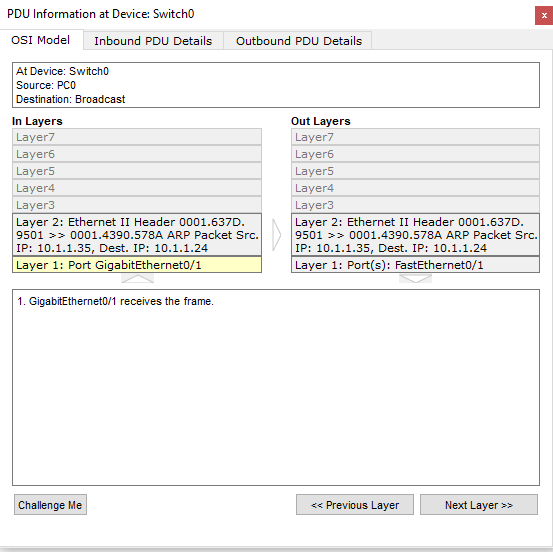 PDU Information at Device: Switch0
x
OSI Model Inbound PDU Details Outbound PDU Details
At Device: Switch0
Source: PC0
Destination: Broadcast
In Layers
Layer7
Layer6
Layer5
Layer4
Layer3
Layer 2: Ethernet II Header 0001.637D.
9501 >> 0001.4390.578A ARP Packet Src.
IP: 10.1.1.35, Dest. IP: 10.1.1.24
Layer 1: Port GigabitEthernet0/1
Out Layers
Layer7
Layer6
Layer5
Layer4
Layer3
Layer 2: Ethernet II Header 0001.637D.
9501 >> 0001.4390.578A ARP Packet Src.
IP: 10.1.1.35, Dest. IP: 10.1.1.24
Layer 1: Port(s): FastEthernet0/1
1. GigabitEthernet0/1 receives the frame.
Challenge Me << Previous Layer Next Layer >>